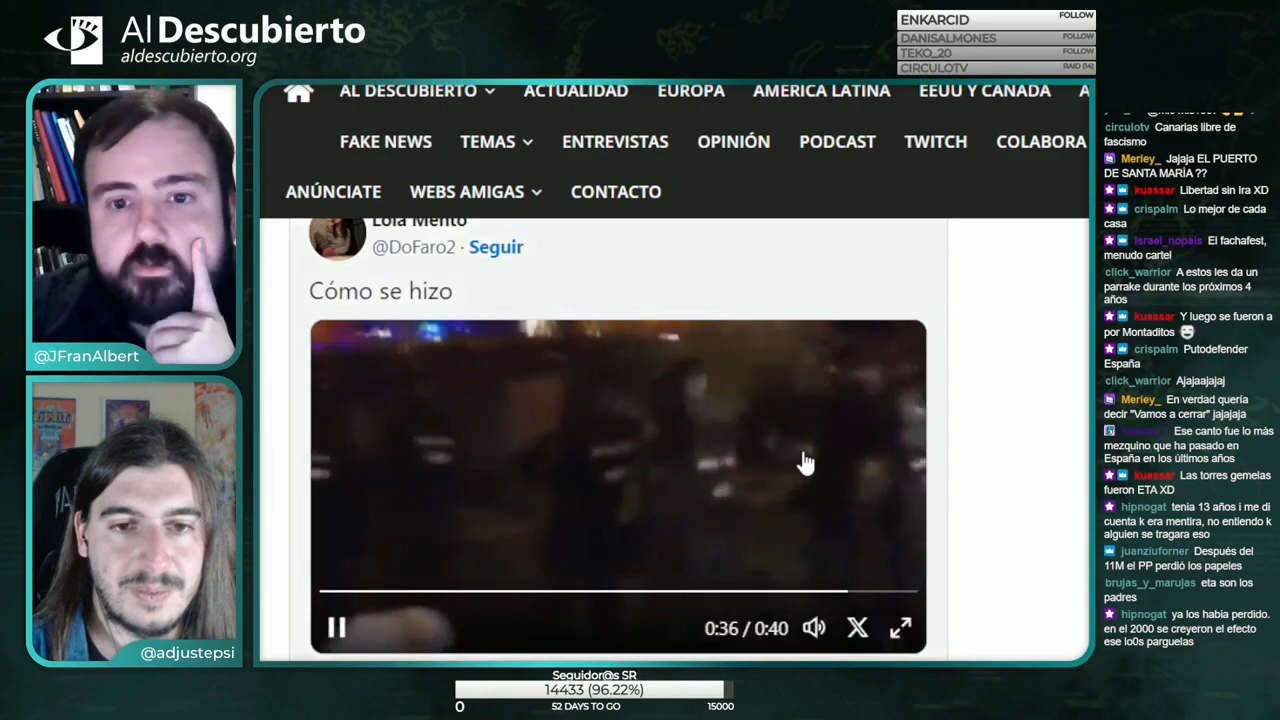 Al Descubierto
aldescubierto.org
ENKARCID FOLLOW
DANISALMONES FOLLOW
TEKO_20 FOLLOW
CIRCULOTV RAID (14)
AL DESCUBIERTO ACTUALIDAD EUROPA AMÉRICA LATINA EEUU Y CANADÁ A
FAKE NEWS TEMAS ENTREVISTAS OPINIÓN PODCAST TWITCH COLABORA
ANÚNCIATE WEBS AMIGAS CONTACTO
Lola Mento
@DoFaro2 · Seguir
Cómo se hizo
0:36 / 0:40
@JFranAlbert
@adjustepsi
circulotv Canarias libre de
fascismo
Merley_ Jajaja EL PUERTO
DE SANTA MARÍA ??
kuassar Libertad sin Ira XD
crispalm Lo mejor de cada
casa
israel_nopais El fachafest,
menudo cartel
click_warrior A estos les da un
parrake durante los próximos 4
años
kuassar Y luego se fueron a
por Montaditos
crispalm Putodefender
España
click_warrior Ajajaajajaj
Merley_ En verdad quería
decir "Vamos a cerrar" jajajaja
Ese canto fue lo más
mezquino que ha pasado en
España en los últimos años
kuassar Las torres gemelas
fueron ETA XD
hipnogat tenia 13 años i me di
cuenta k era mentira, no entiendo k
alguien se tragara eso
juanziuforner Después del
11M el PP perdió los papeles
brujas_y_marujas eta son los
padres
hipnogat ya los habia perdido.
en el 2000 se creyeron el efecto
ese lo0s parguelas
Seguidor@s SR
14433 (96.22%)
0 52 DAYS TO GO 15000